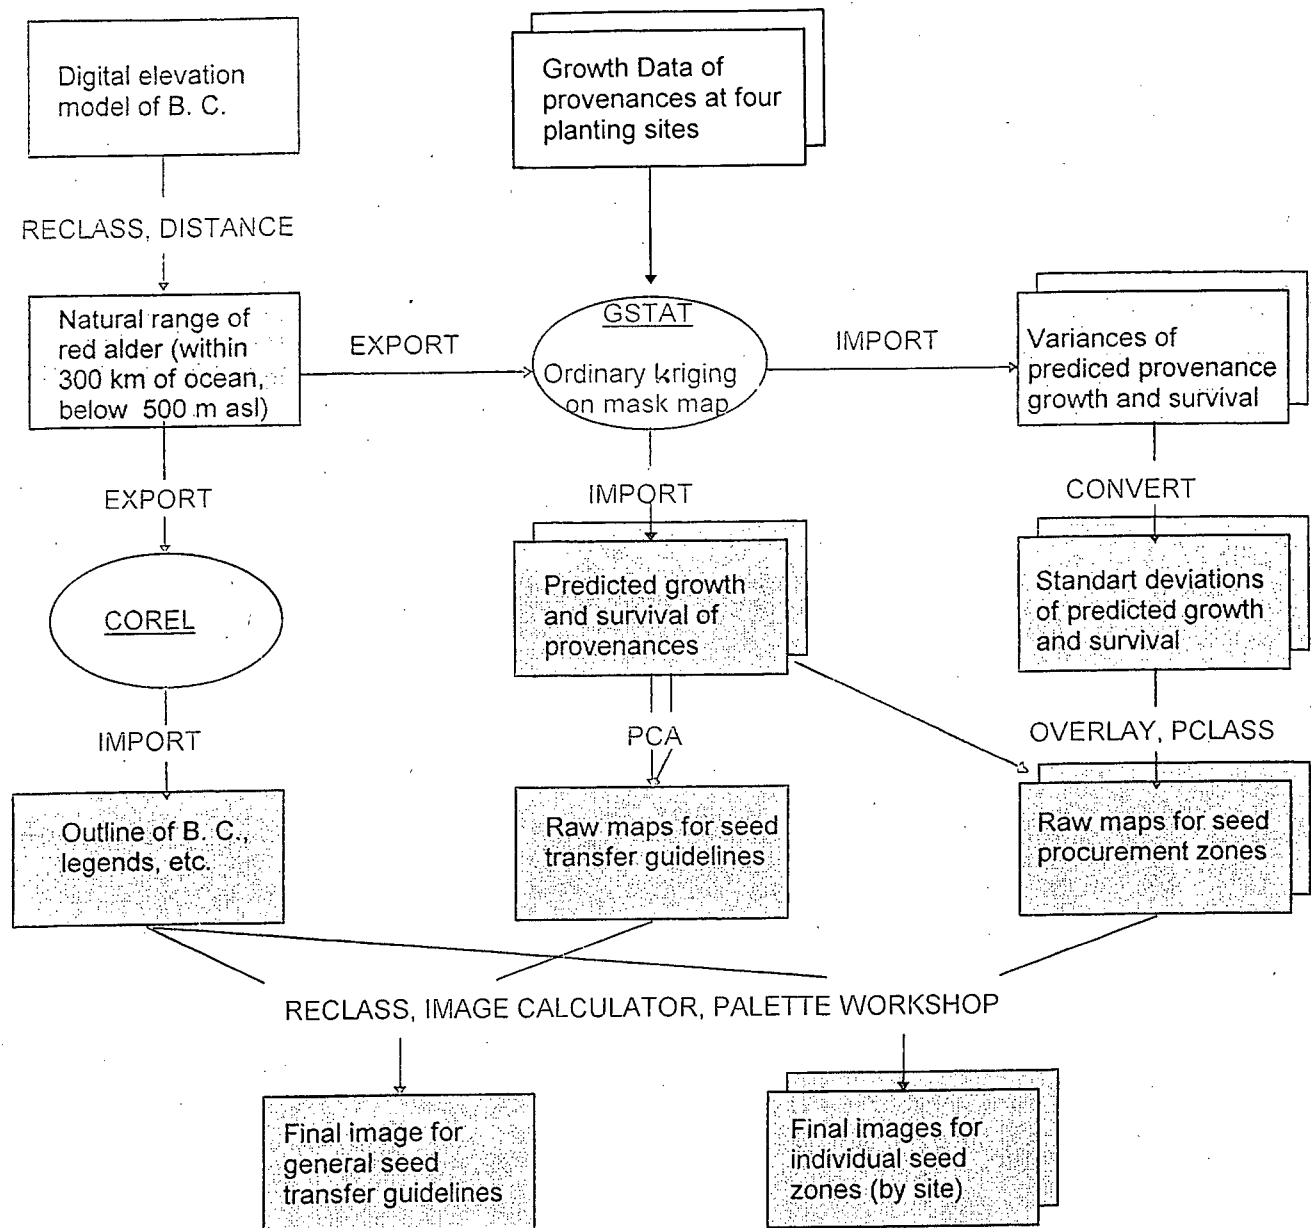 Digital elevation
model of B. C.
Growth Data of
provenances at four
planting sites
RECLASS, DISTANCE
Natural range of
red alder (within
300 km of ocean,
below 500 m asl)
EXPORT
GSTAT
Ordinary kriging
on mask map
IMPORT
Variances of
prediced provenance
growth and survival
EXPORT
IMPORT
CONVERT
COREL
Predicted growth
and survival of
provenances
Standart deviations
of predicted growth
and survival
IMPORT
PCA
OVERLAY, PCLASS
Outline of B. C.,
legends, etc.
Raw maps for seed
transfer guidelines
Raw maps for seed
procurement zones
RECLASS, IMAGE CALCULATOR, PALETTE WORKSHOP
Final image for
general seed
transfer guidelines
Final images for
individual seed
zones (by site)